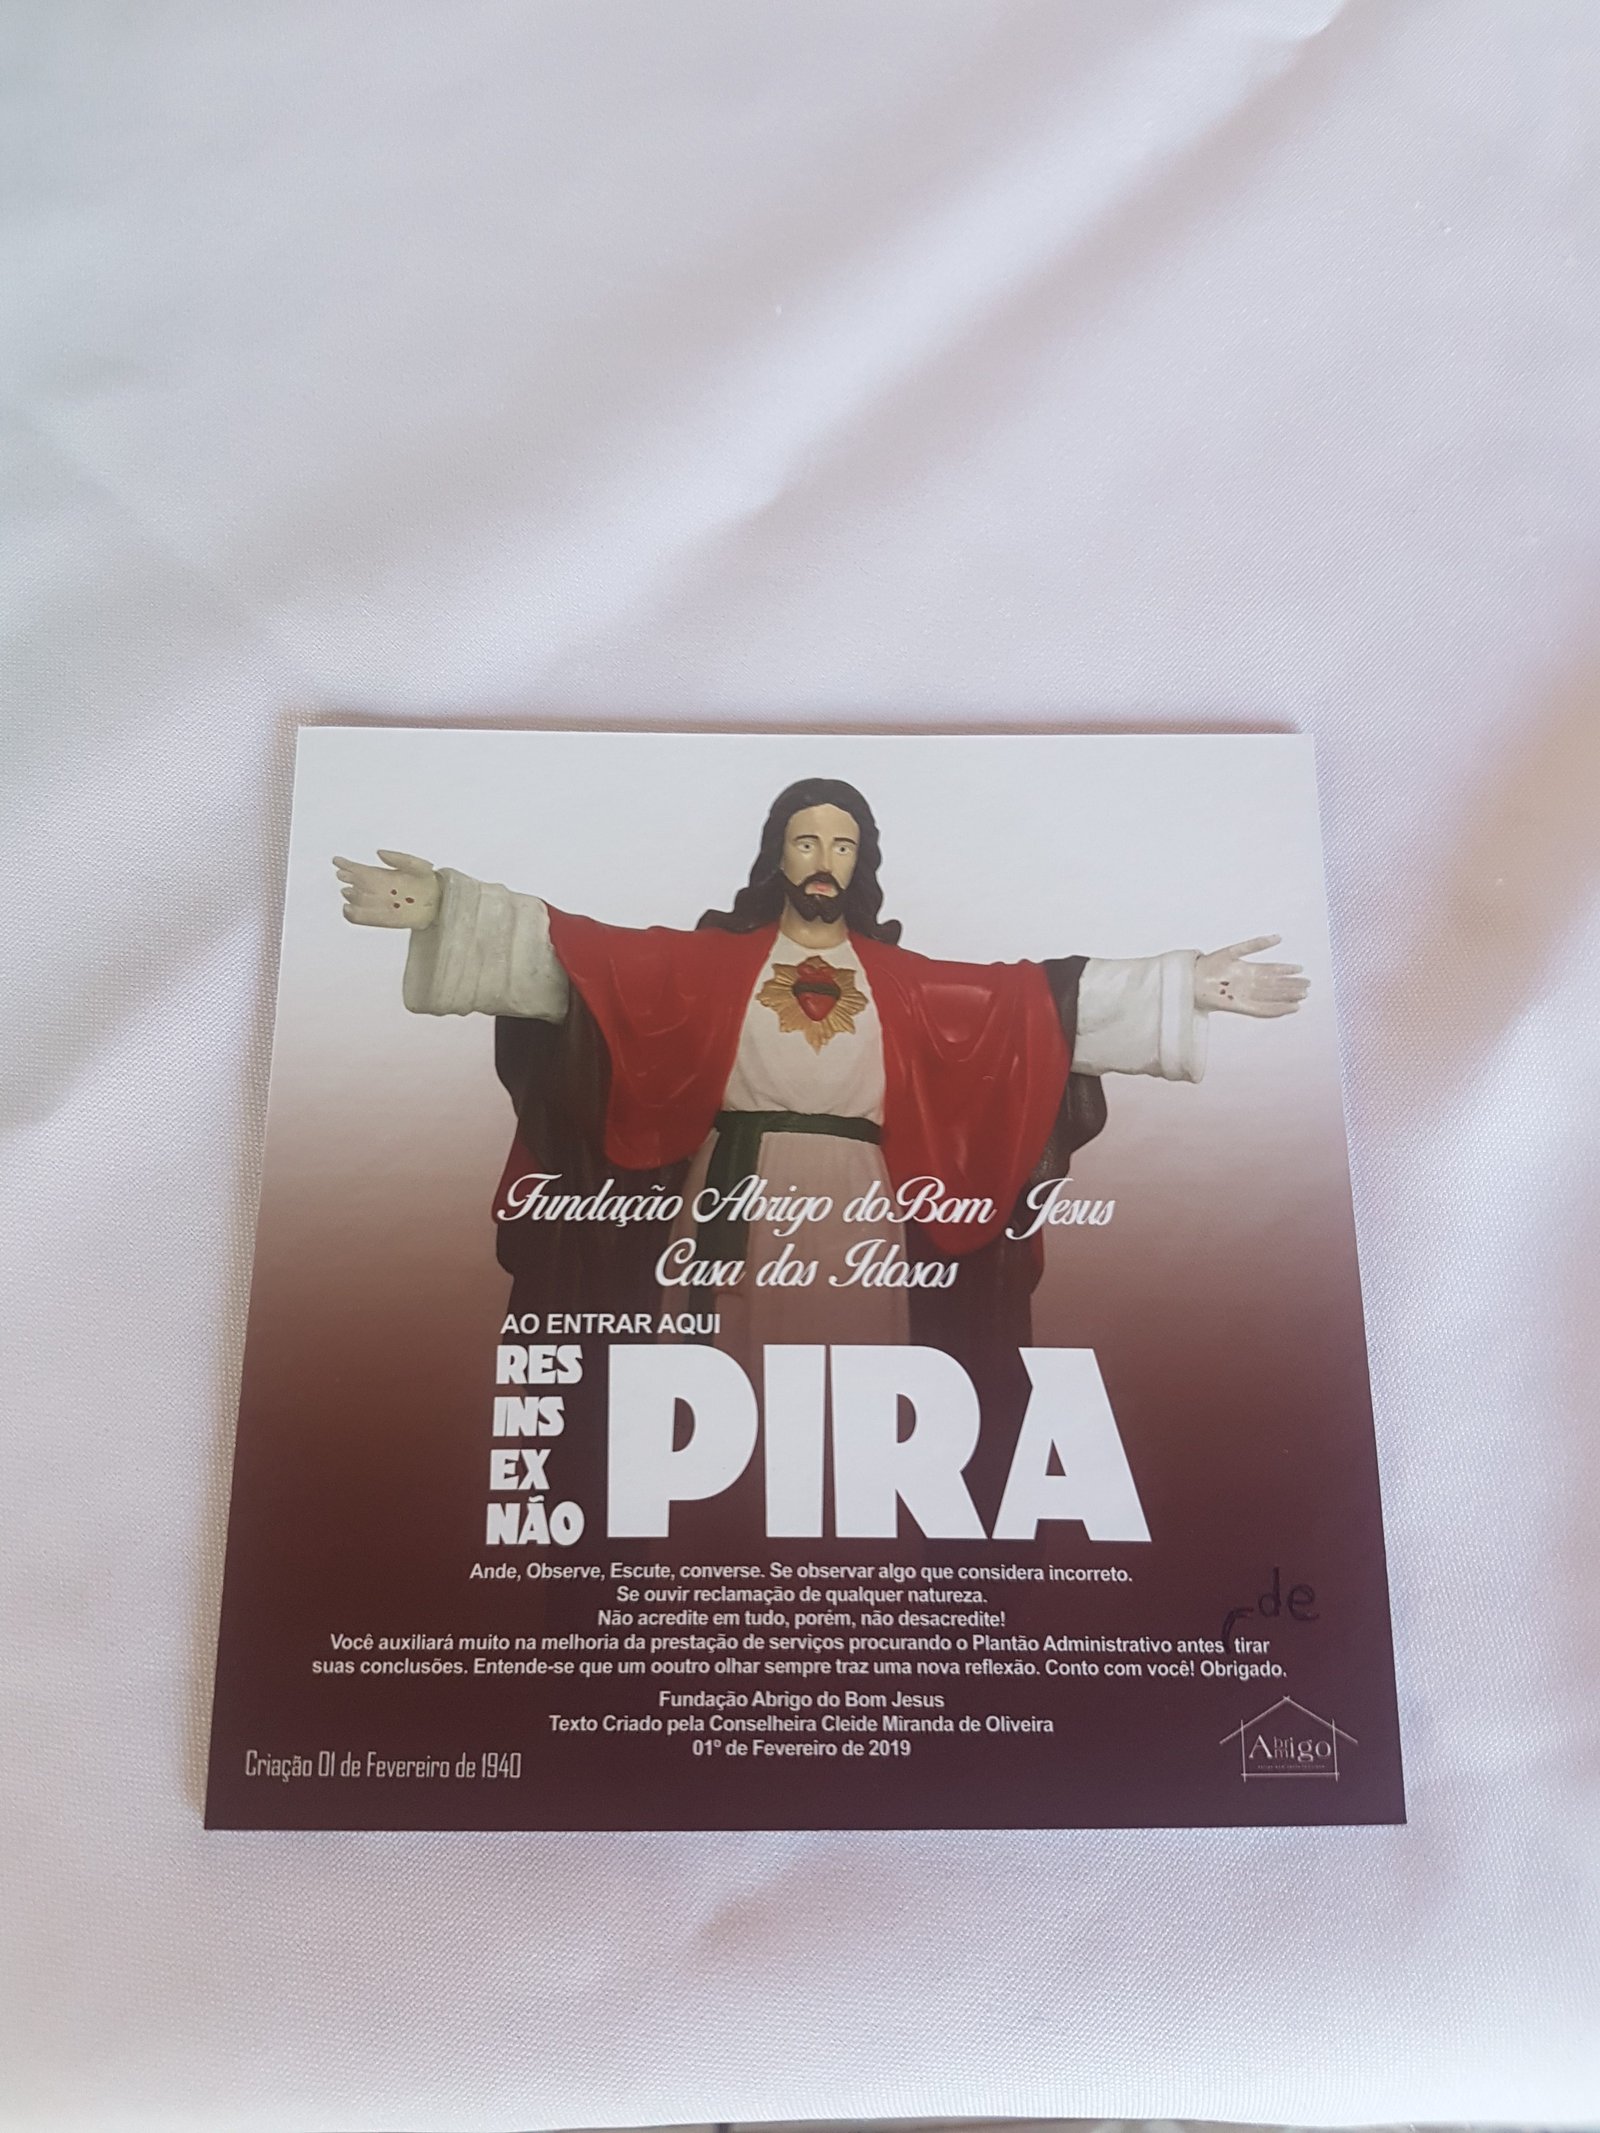 Fundação Abrigo do Bom Jesus
Casa dos Idosos
AO ENTRAR AQUI
RES
INS
EX
NÃO
PIRA
Ande, Observe, Escute, converse. Se observar algo que considera incorreto.
Se ouvir reclamação de qualquer natureza.
Não acredite em tudo, porém, não desacredite!
de
Você auxiliará muito na melhoria da prestação de serviços procurando o Plantão Administrativo antes tirar
suas conclusões. Entende-se que um ooutro olhar sempre traz uma nova reflexão. Conto com você! Obrigado.
Fundação Abrigo do Bom Jesus
Texto Criado pela Conselheira Cleide Miranda de Oliveira
01º de Fevereiro de 2019
Criação 01 de Fevereiro de 1940
Abrigo